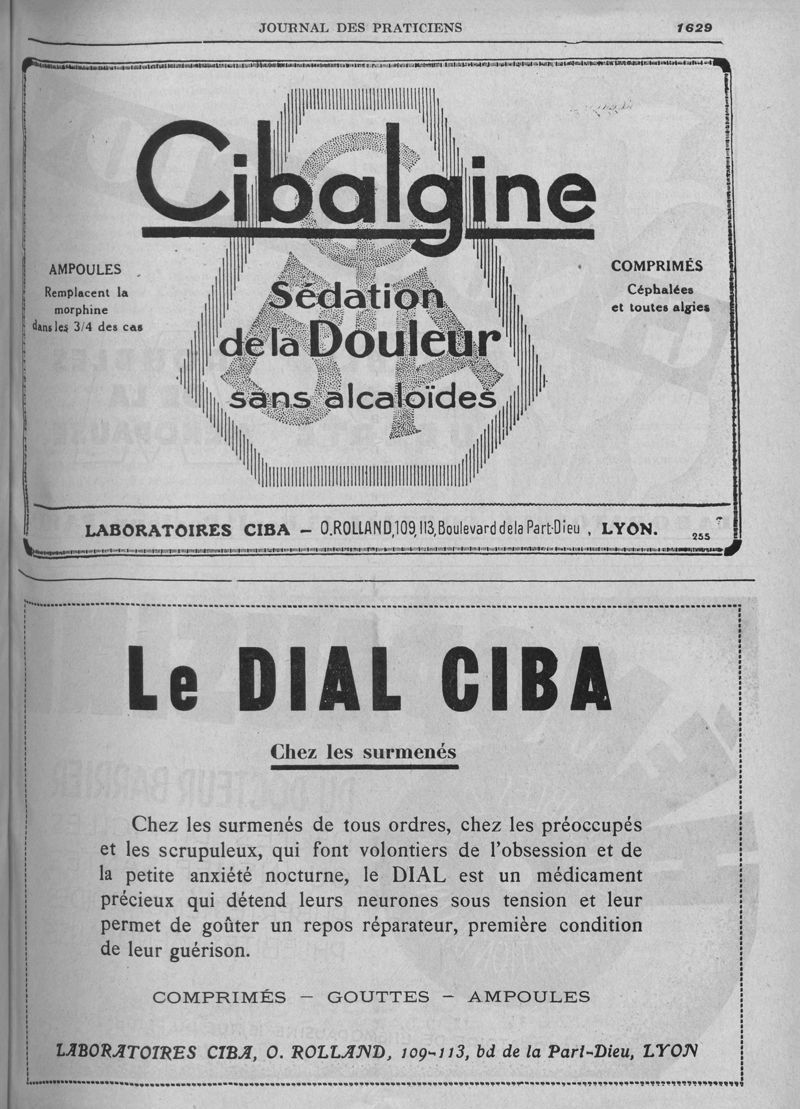 JOURNAL DES PRATICIENS 1629
Cibalgine
AMPOULES
Remplacent la
morphine
dans les 3/4 des cas
CIBA
Sédation
de la Douleur
sans alcaloïdes
COMPRIMÉS
Céphalées
et toutes algies
LABORATOIRES CIBA – O. ROLLAND, 109, 113, Boulevard de la Part-Dieu, LYON.
255
Le DIAL CIBA
Chez les surmenés
Chez les surmenés de tous ordres, chez les préoccupés
et les scrupuleux, qui font volontiers de l'obsession et de
la petite anxiété nocturne, le DIAL est un médicament
précieux qui détend leurs neurones sous tension et leur
permet de goûter un repos réparateur, première condition
de leur guérison.
COMPRIMÉS – GOUTTES – AMPOULES
LABORATOIRES CIBA, O. ROLLAND, 109-113, bd de la Part-Dieu, LYON